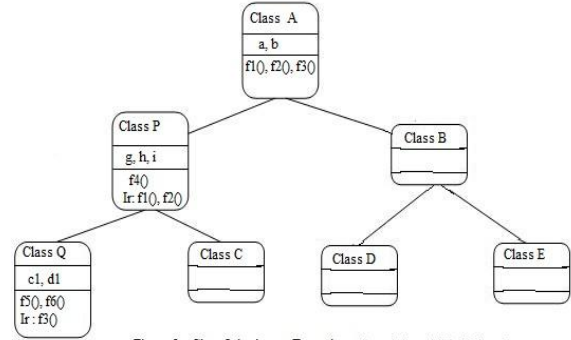 Class A
a, b
f1(), f2(), f3()
Class P
g, h, i
f4()
Ir: f1(), f2()
Class B
Class Q
c1, d1
f5(), f6()
Ir : f3()
Class C
Class D
Class E